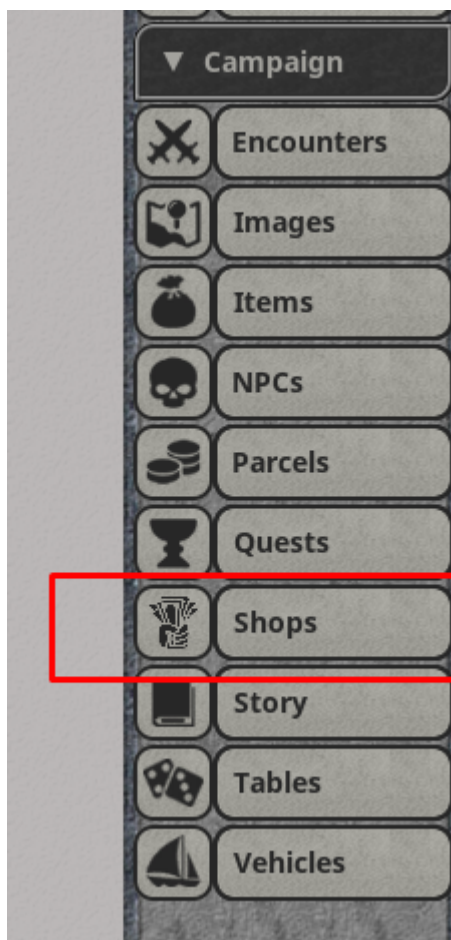 ▼ Campaign
Encounters
Images
Items
NPCs
Parcels
Quests
Shops
Story
Tables
Vehicles